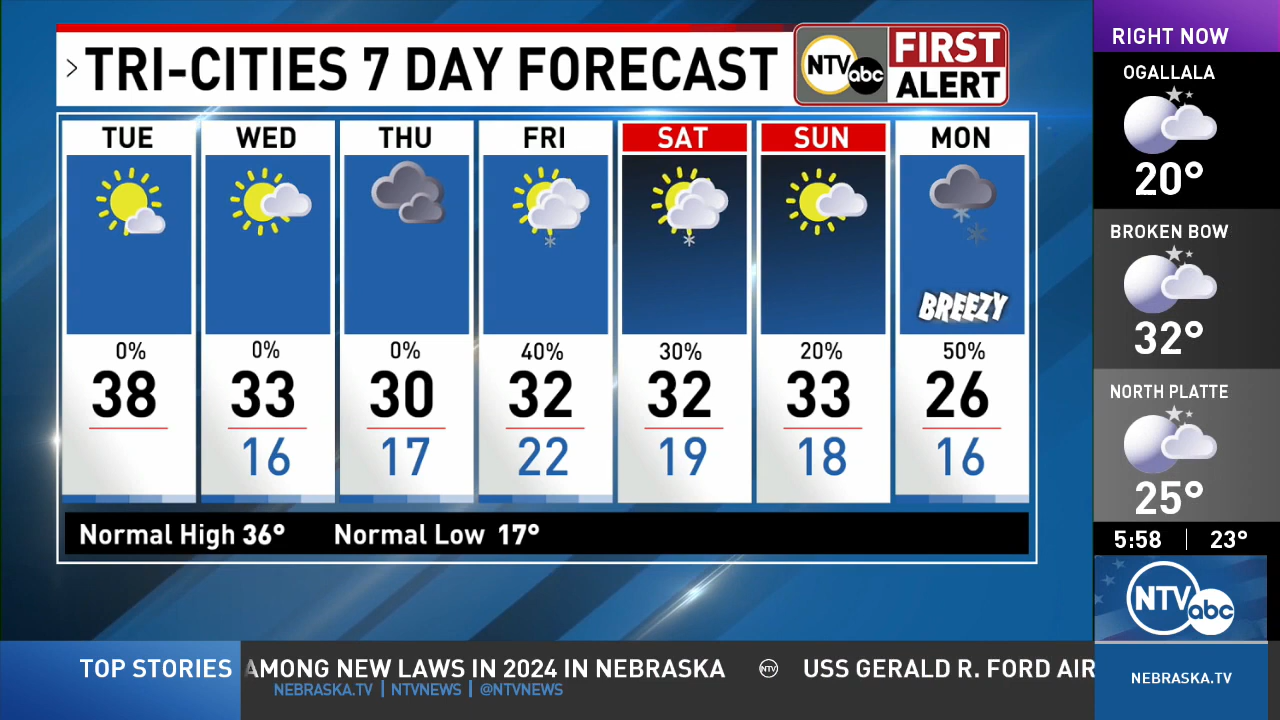 > TRI-CITIES 7 DAY FORECAST
NTV abc FIRST ALERT
TUE WED THU FRI SAT SUN MON
BREEZY
0% 0% 0% 40% 30% 20% 50%
38 33 30 32 32 33 26
16 17 22 19 18 16
Normal High 36° Normal Low 17°
RIGHT NOW
OGALLALA
20°
BROKEN BOW
32°
NORTH PLATTE
25°
5:58 | 23°
NTV abc
TOP STORIES AMONG NEW LAWS IN 2024 IN NEBRASKA NTV USS GERALD R. FORD AIR
NEBRASKA.TV | NTVNEWS | @NTVNEWS
NEBRASKA.TV